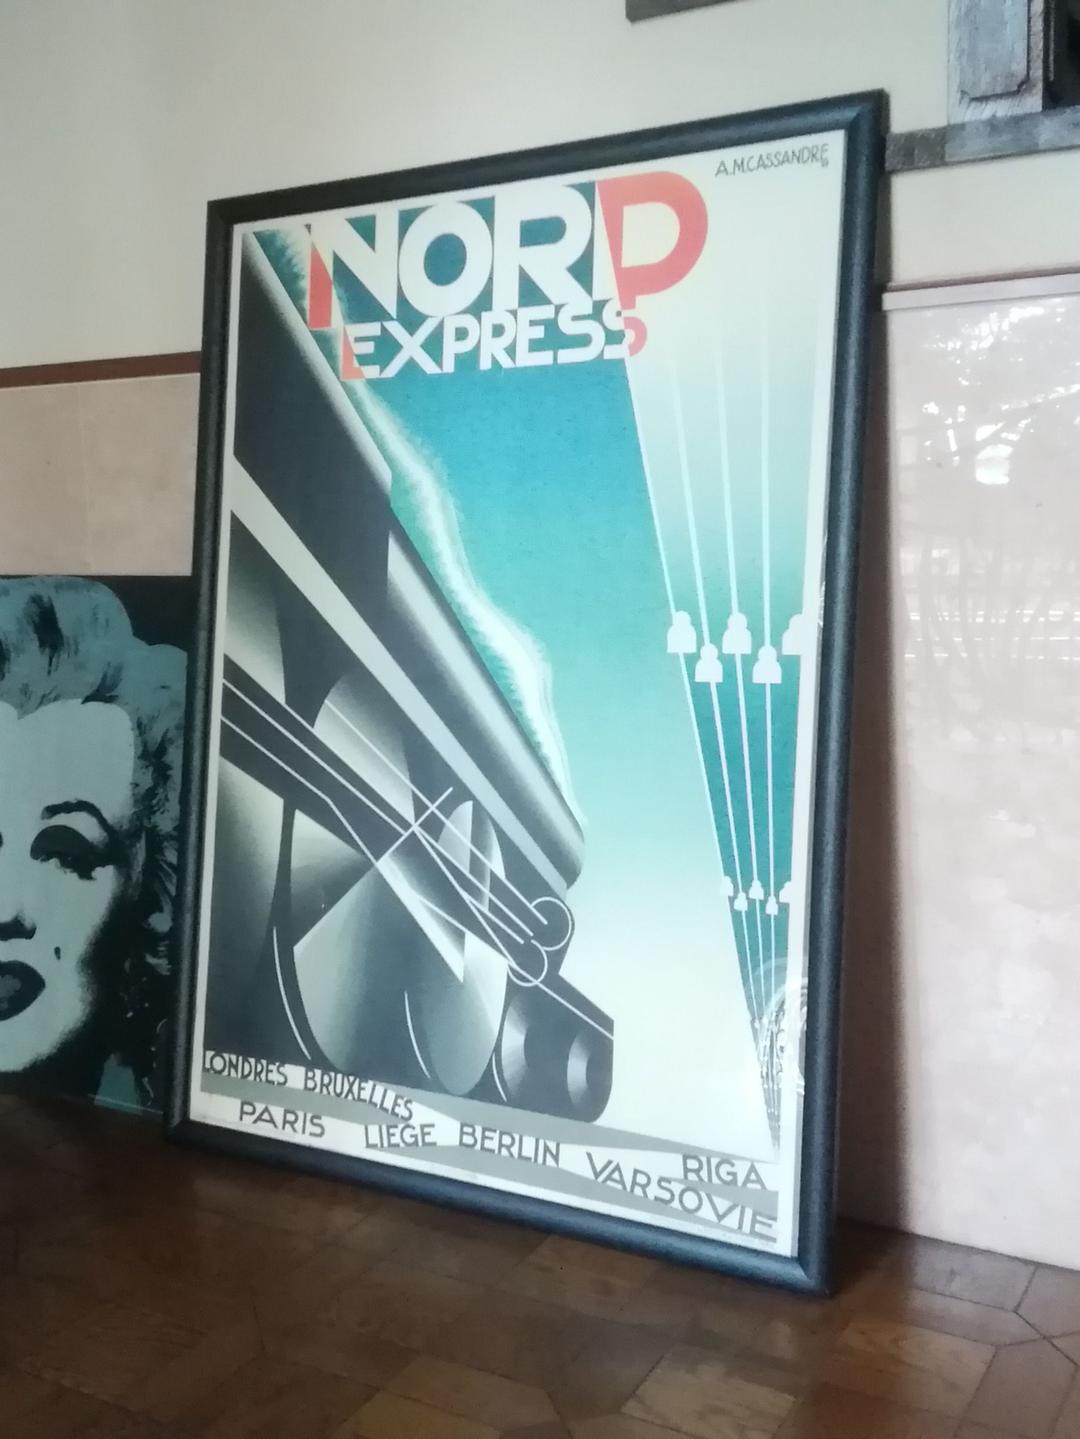 A.M.CASSANDRE
NORD
EXPRESS
LONDRES BRUXELLES
PARIS LIEGE BERLIN VARSOVIE RIGA